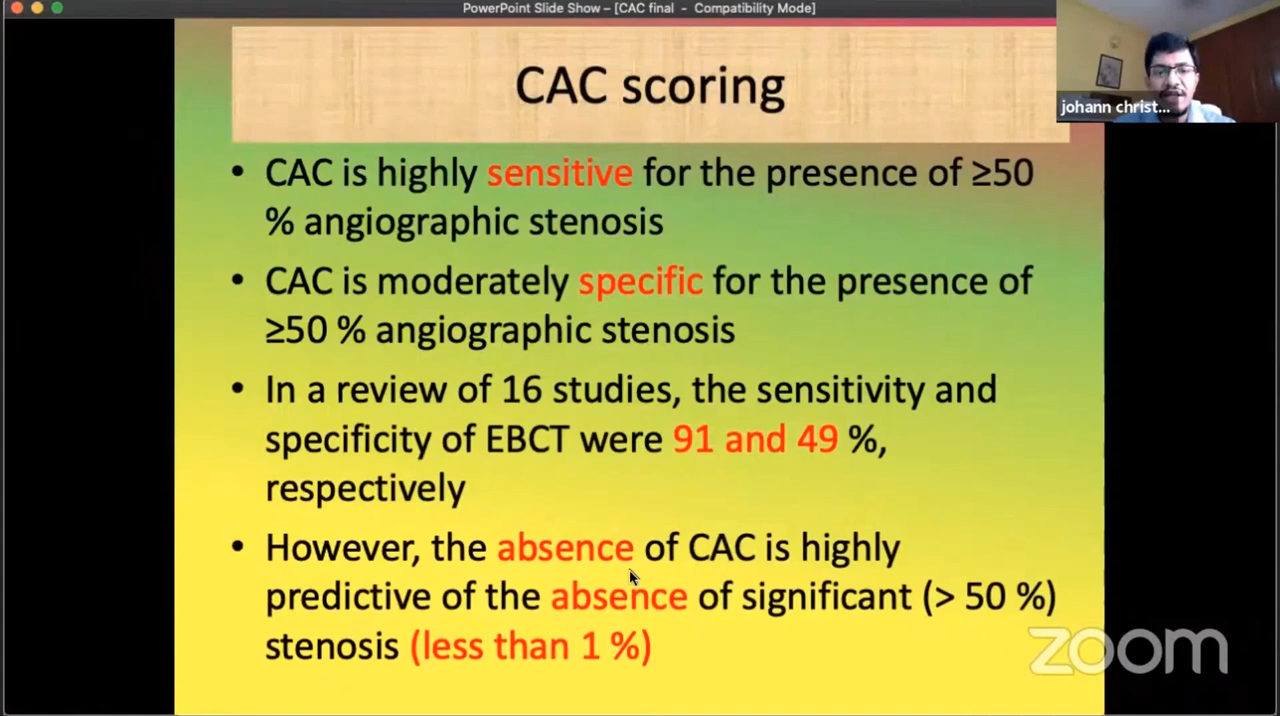 PowerPoint Slide Show – [CAC final - Compatibility Mode]
johann christ...
CAC scoring
• CAC is highly sensitive for the presence of ≥50
% angiographic stenosis
• CAC is moderately specific for the presence of
≥50 % angiographic stenosis
• In a review of 16 studies, the sensitivity and
specificity of EBCT were 91 and 49 %,
respectively
• However, the absence of CAC is highly
predictive of the absence of significant (> 50 %)
stenosis (less than 1 %)
zoom